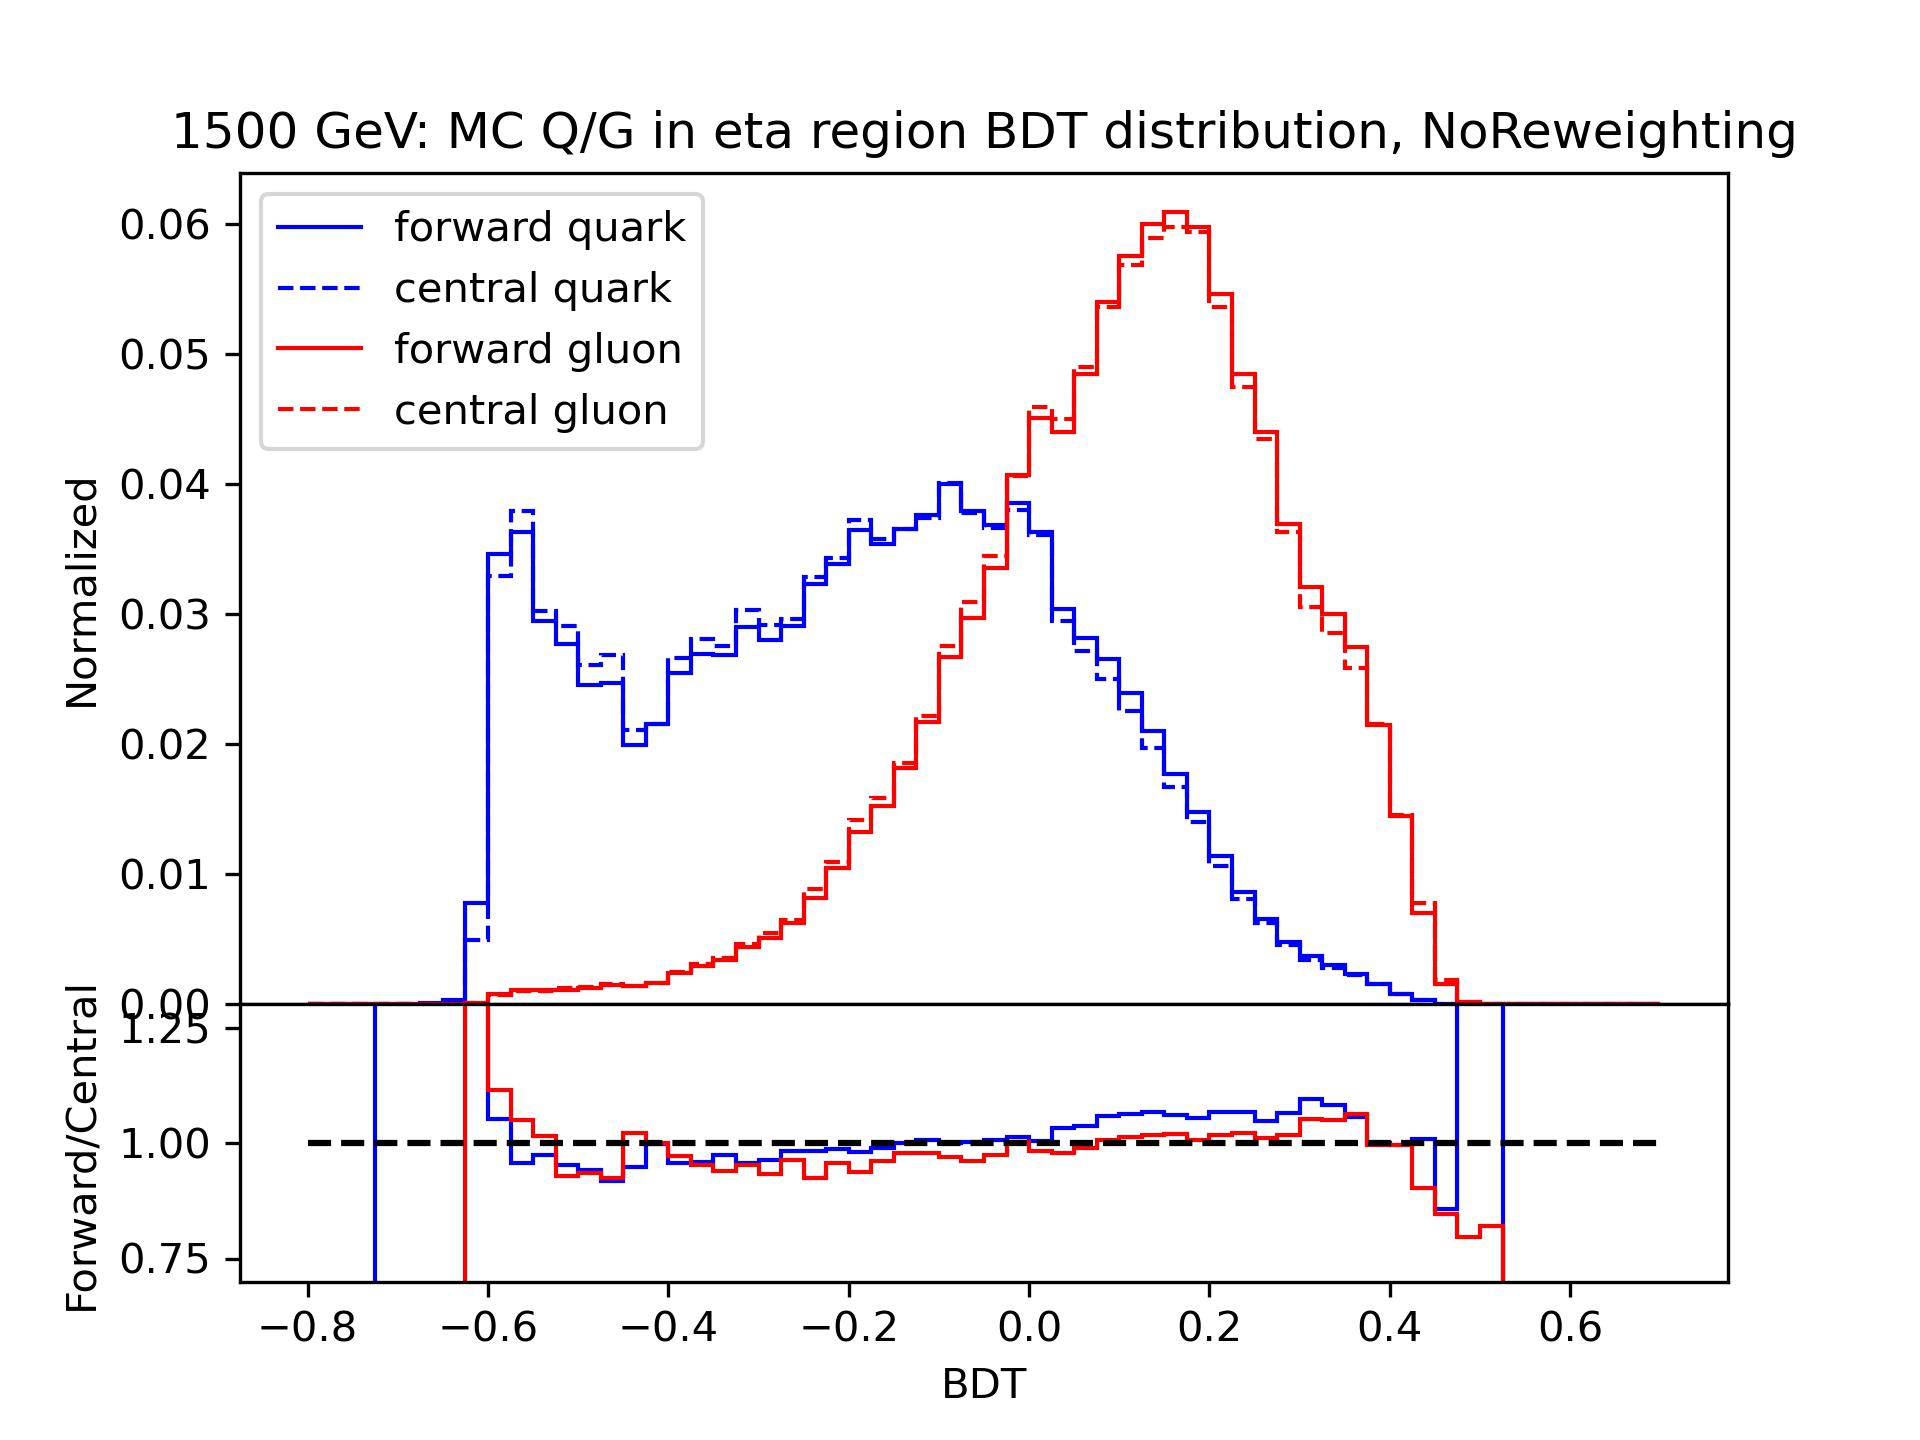 1500 GeV: MC Q/G in eta region BDT distribution, NoReweighting
forward quark
central quark
forward gluon
central gluon
Normalized
0.06
0.05
0.04
0.03
0.02
0.01
0.00
Forward/Central
1.25
1.00
0.75
−0.8 −0.6 −0.4 −0.2 0.0 0.2 0.4 0.6
BDT